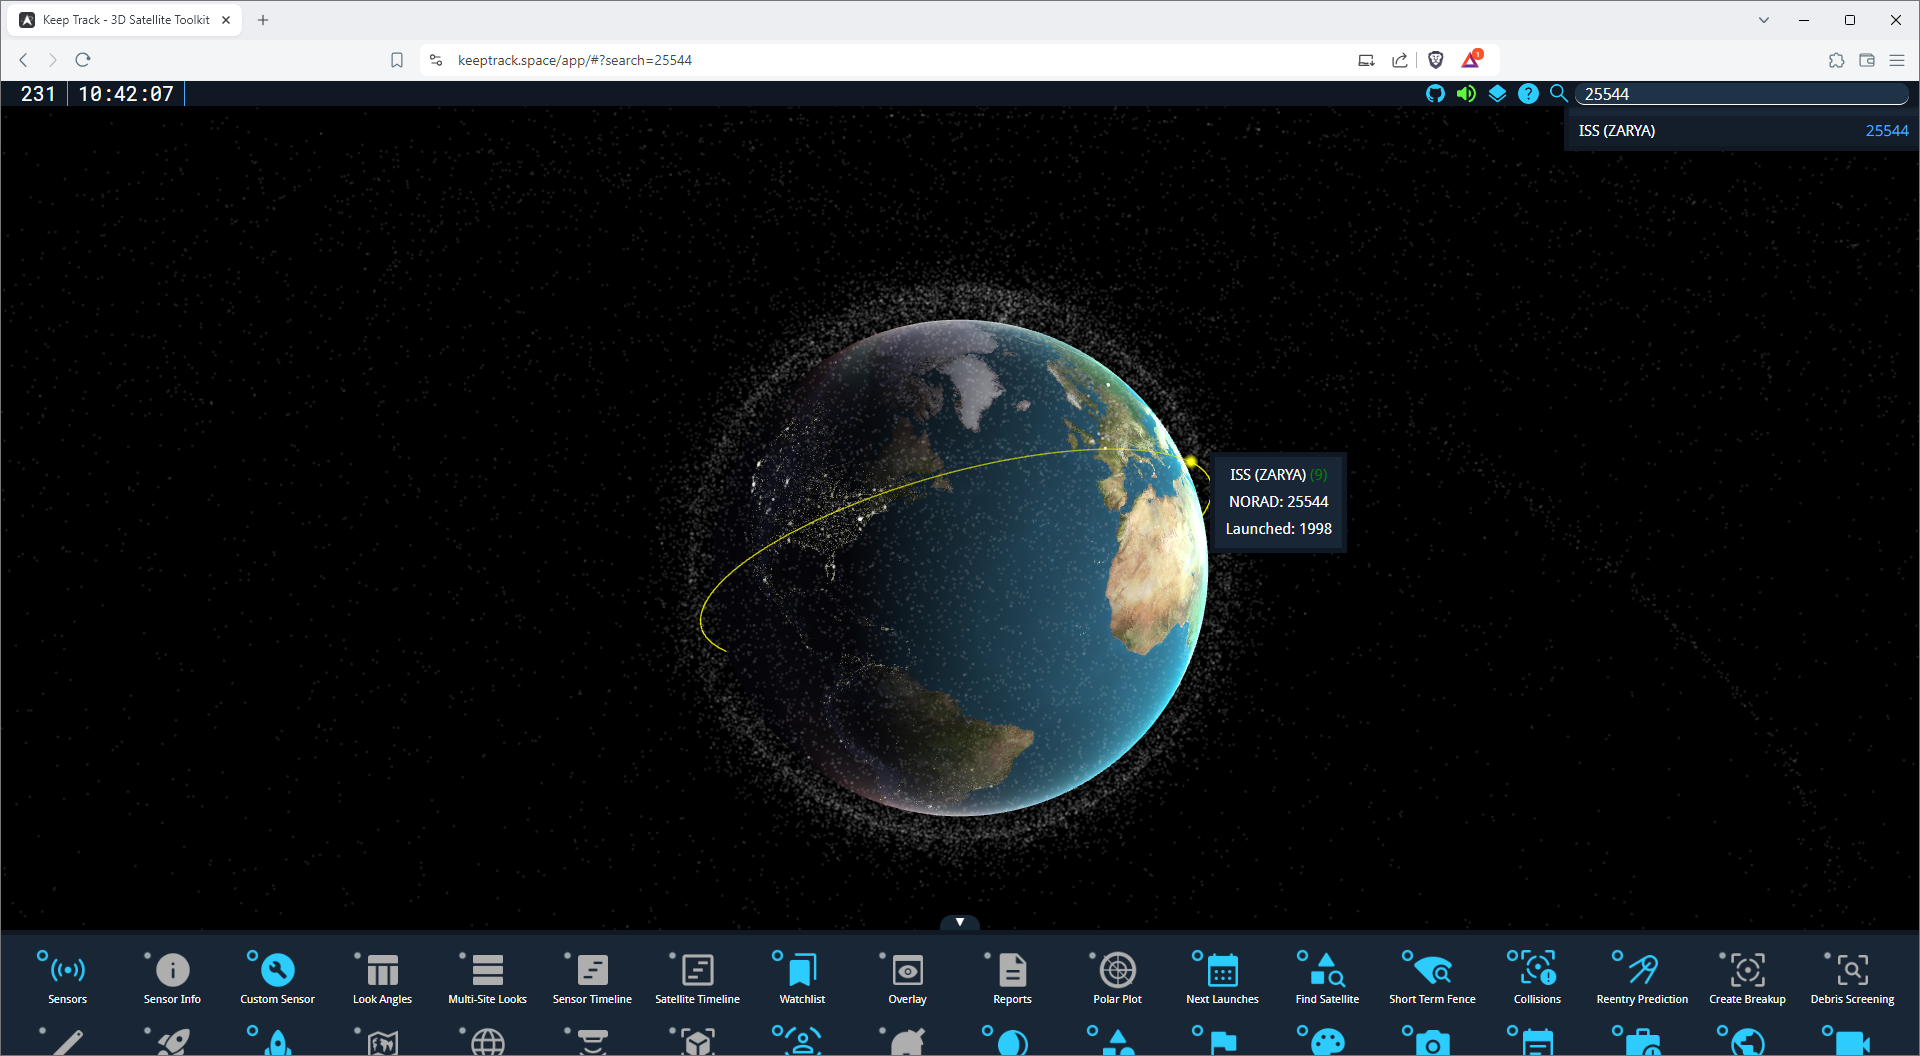 Keep Track - 3D Satellite Toolkit
keeptrack.space/app/#?search=25544
1
231
10:42:07
?
25544
ISS (ZARYA) 25544
ISS (ZARYA) (9)
NORAD: 25544
Launched: 1998
Sensors
Sensor Info
Custom Sensor
Look Angles
Multi-Site Looks
Sensor Timeline
Satellite Timeline
Watchlist
Overlay
Reports
Polar Plot
Next Launches
Find Satellite
Short Term Fence
Collisions
Reentry Prediction
Create Breakup
Debris Screening